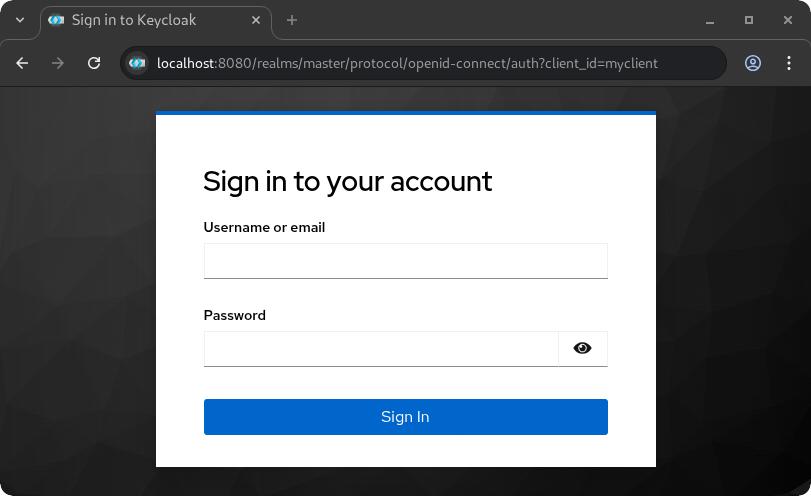 Sign in to Keycloak
localhost:8080/realms/master/protocol/openid-connect/auth?client_id=myclient
Sign in to your account
Username or email
Password
Sign In